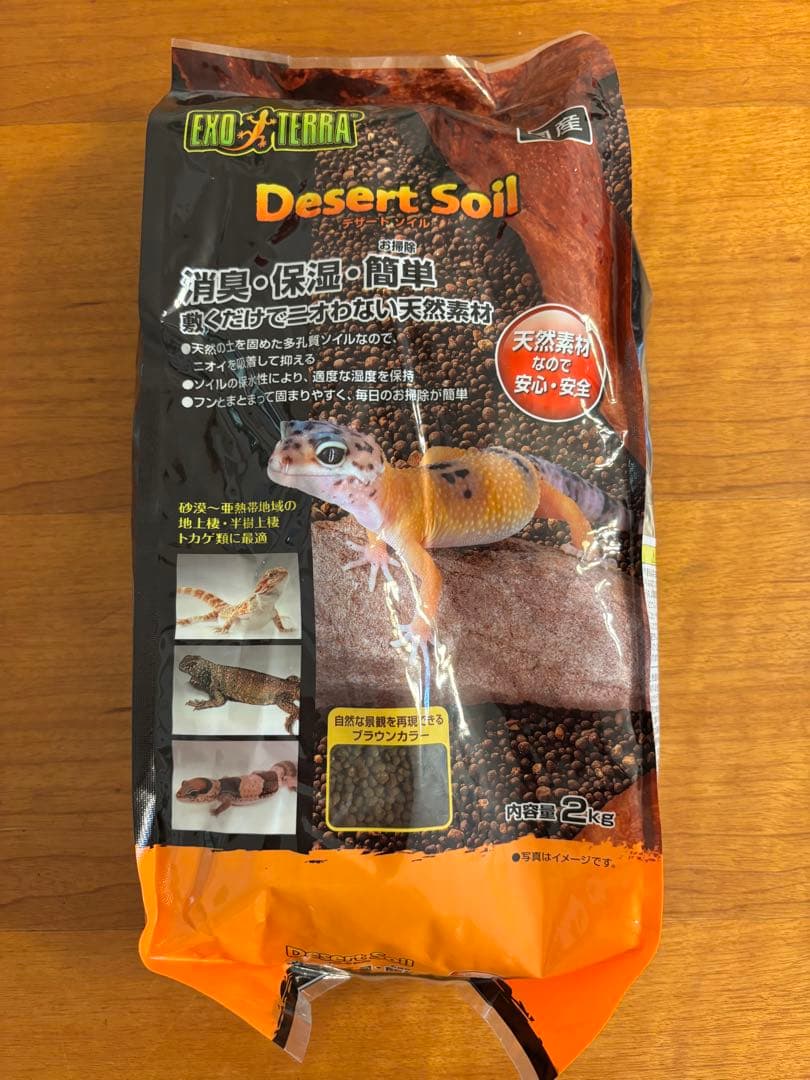 EXO TERRA
産
Desert Soil
デザートソイル
お掃除
消臭・保湿・簡単
敷くだけでニオわない天然素材
●天然の土を固めた多孔質ソイルなので、
ニオイを吸着して抑える
●ソイルの保水性により、適度な湿度を保持
●フンとまとまって固まりやすく、毎日のお掃除が簡単
天然素材
なので
安心・安全
砂漠〜亜熱帯地域の
地上棲・半樹上棲
トカゲ類に最適
自然な景観を再現できる
ブラウンカラー
内容量 2kg
●写真はイメージです。
Desert Soil